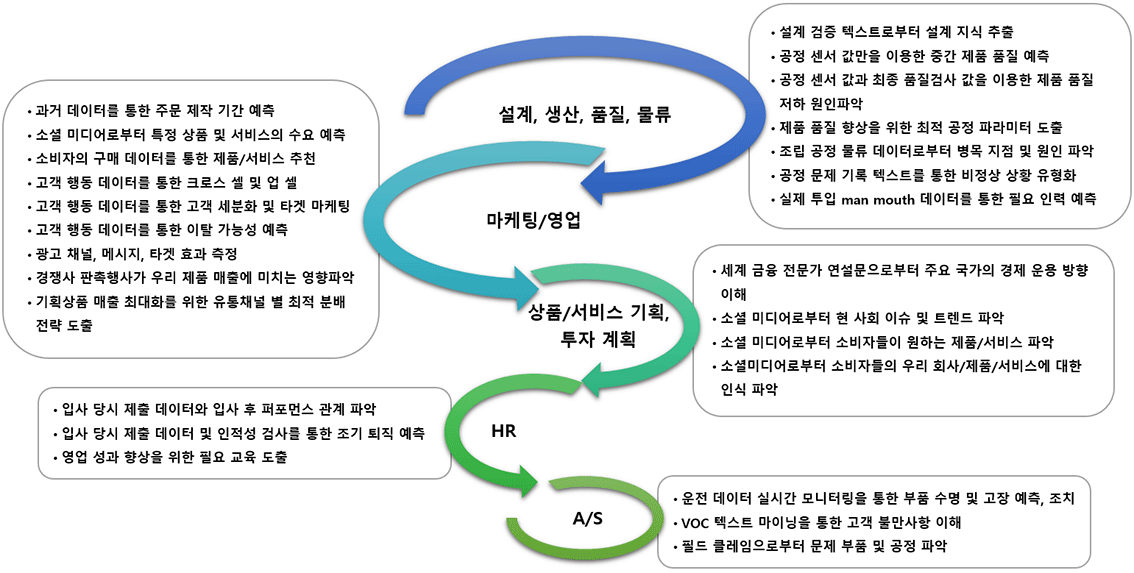 설계, 생산, 품질, 물류
• 설계 검증 텍스트로부터 설계 지식 추출
• 공정 센서 값만을 이용한 중간 제품 품질 예측
• 공정 센서 값과 최종 품질검사 값을 이용한 제품 품질
저하 원인파악
• 제품 품질 향상을 위한 최적 공정 파라미터 도출
• 조립 공정 물류 데이터로부터 병목 지점 및 원인 파악
• 공정 문제 기록 텍스트를 통한 비정상 상황 유형화
• 실제 투입 man mouth 데이터를 통한 필요 인력 예측
마케팅/영업
• 과거 데이터를 통한 주문 제작 기간 예측
• 소셜 미디어로부터 특정 상품 및 서비스의 수요 예측
• 소비자의 구매 데이터를 통한 제품/서비스 추천
• 고객 행동 데이터를 통한 크로스 셀 및 업 셀
• 고객 행동 데이터를 통한 고객 세분화 및 타겟 마케팅
• 고객 행동 데이터를 통한 이탈 가능성 예측
• 광고 채널, 메시지, 타겟 효과 측정
• 경쟁사 판족행사가 우리 제품 매출에 미치는 영향파악
• 기획상품 매출 최대화를 위한 유통채널 별 최적 분배
전략 도출
상품/서비스 기획,
투자 계획
• 세계 금융 전문가 연설문으로부터 주요 국가의 경제 운용 방향
이해
• 소셜 미디어로부터 현 사회 이슈 및 트렌드 파악
• 소셜 미디어로부터 소비자들이 원하는 제품/서비스 파악
• 소셜미디어로부터 소비자들의 우리 회사/제품/서비스에 대한
인식 파악
HR
• 입사 당시 제출 데이터와 입사 후 퍼포먼스 관계 파악
• 입사 당시 제출 데이터 및 인적성 검사를 통한 조기 퇴직 예측
• 영업 성과 향상을 위한 필요 교육 도출
A/S
• 운전 데이터 실시간 모니터링을 통한 부품 수명 및 고장 예측, 조치
• VOC 텍스트 마이닝을 통한 고객 불만사항 이해
• 필드 클레임으로부터 문제 부품 및 공정 파악